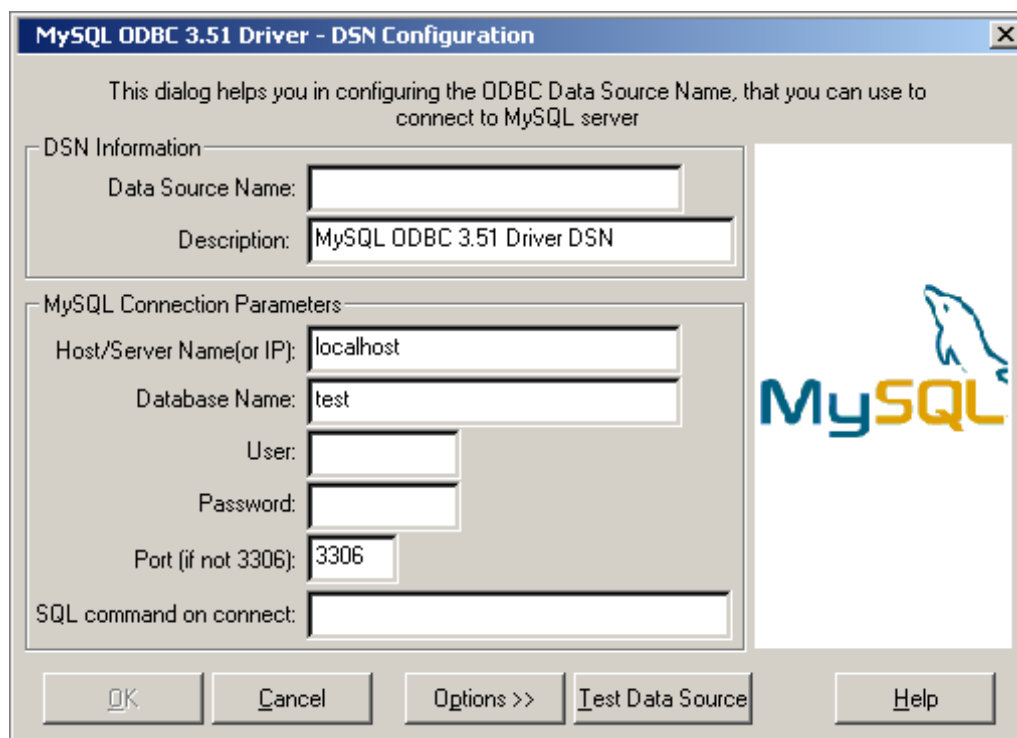 MySQL ODBC 3.51 Driver - DSN Configuration
This dialog helps you in configuring the ODBC Data Source Name, that you can use to
connect to MySQL server
DSN Information
Data Source Name:
Description: MySQL ODBC 3.51 Driver DSN
MySQL Connection Parameters
Host/Server Name(or IP): localhost
Database Name: test
User:
Password:
Port (if not 3306): 3306
SQL command on connect:
MySQL
OK Cancel Options >> Test Data Source Help